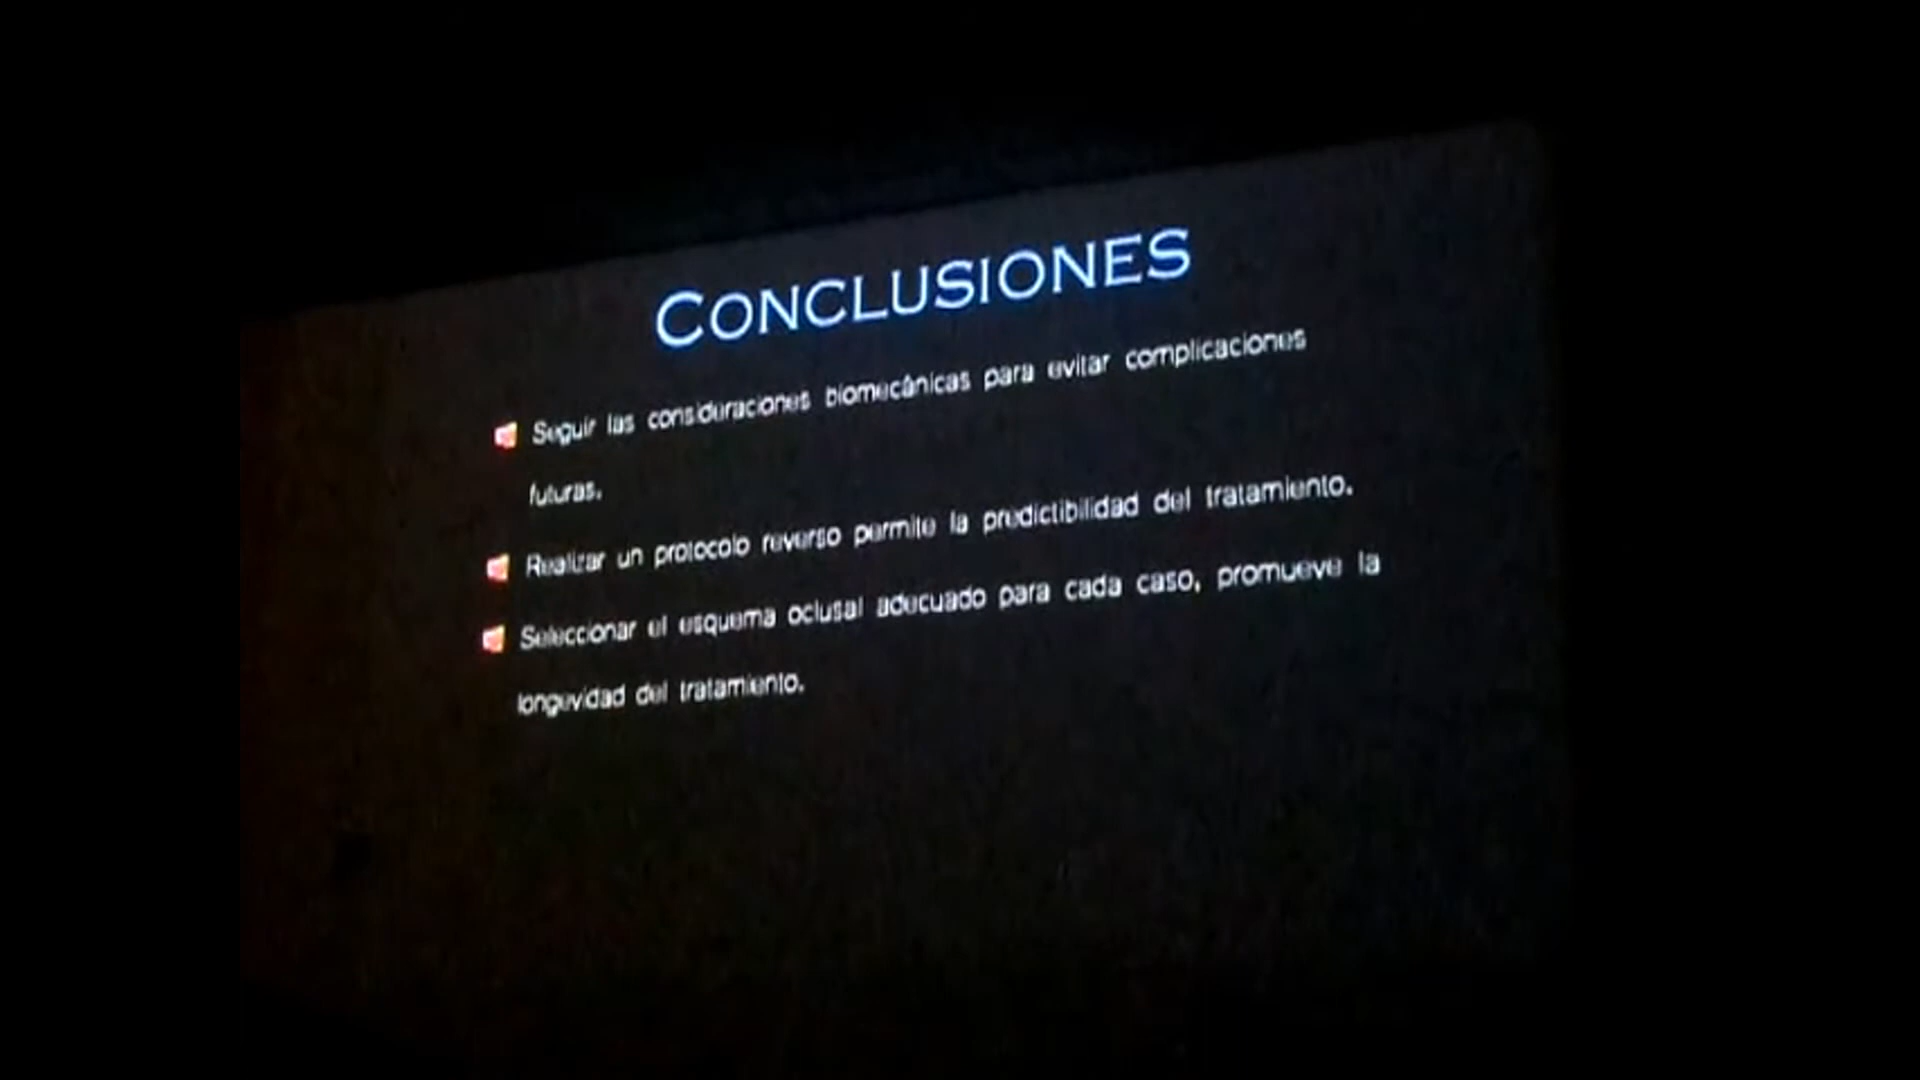 CONCLUSIONES
Seguir las consideraciones biomecánicas para evitar complicaciones
futuras.
Realizar un protocolo reverso permite la predictibilidad del tratamiento.
Seleccionar el esquema oclusal adecuado para cada caso, promueve la
longevidad del tratamiento.